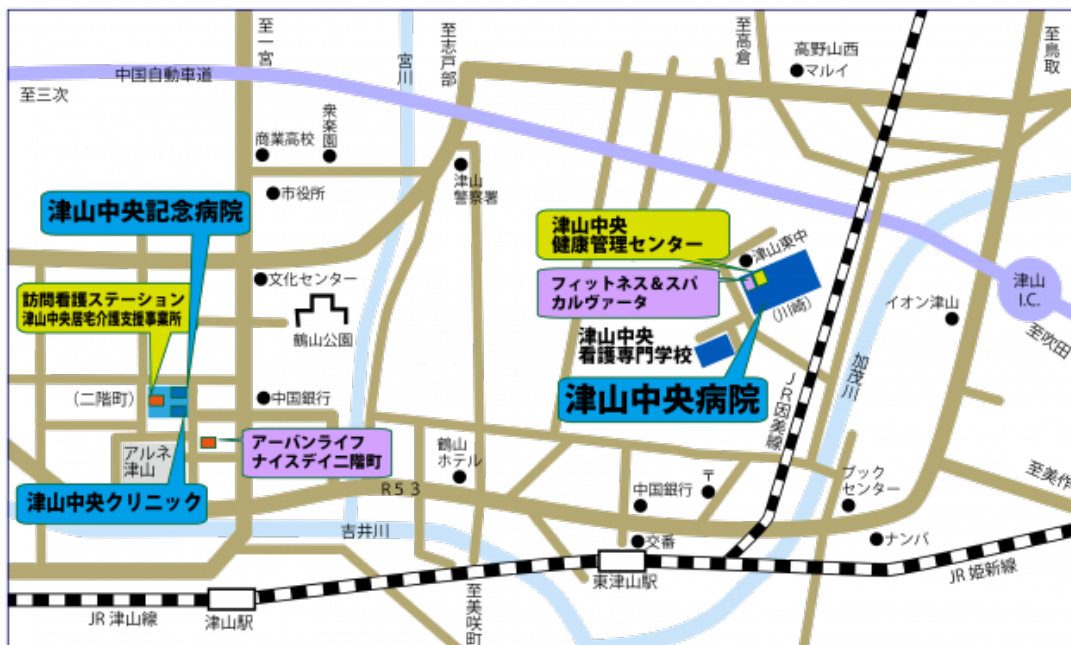 至一宮
宮川
至志戸部
至高倉
高野山西
マルイ
至鳥取
中国自動車道
至三次
商業高校
衆楽園
津山
警察署
市役所
津山中央記念病院
津山中央
健康管理センター
津山東中
フィットネス&スパ
カルヴァータ
(川崎)
津山
I.C.
イオン津山
至吹田
文化センター
鶴山公園
訪問看護ステーション
津山中央居宅介護支援事業所
津山中央
看護専門学校
津山中央病院
JR因美線
加茂川
(二階町)
中国銀行
アルネ
津山
アーバンライフ
ナイスデイ二階町
鶴山
ホテル
R53
津山中央クリニック
吉井川
中国銀行
〒
ブック
センター
至美作
交番
ナンバ
東津山駅
JR姫新線
JR津山線
津山駅
至美咲町